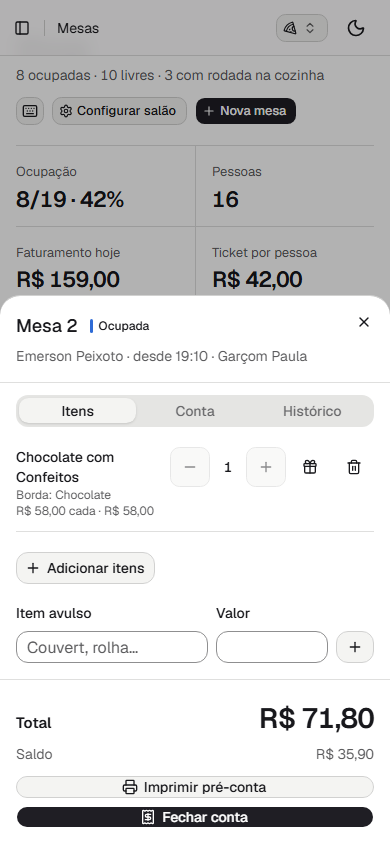 Mesas
8 ocupadas · 10 livres · 3 com rodada na cozinha
Configurar salão
Nova mesa
Ocupação
8/19 · 42%
Pessoas
16
Faturamento hoje
R$ 159,00
Ticket por pessoa
R$ 42,00
Mesa 2
Ocupada
Emerson Peixoto · desde 19:10 · Garçom Paula
Itens
Conta
Histórico
Chocolate com
Confeitos
Borda: Chocolate
R$ 58,00 cada · R$ 58,00
1
Adicionar itens
Item avulso
Valor
Couvert, rolha...
Total
R$ 71,80
Saldo
R$ 35,90
Imprimir pré-conta
Fechar conta